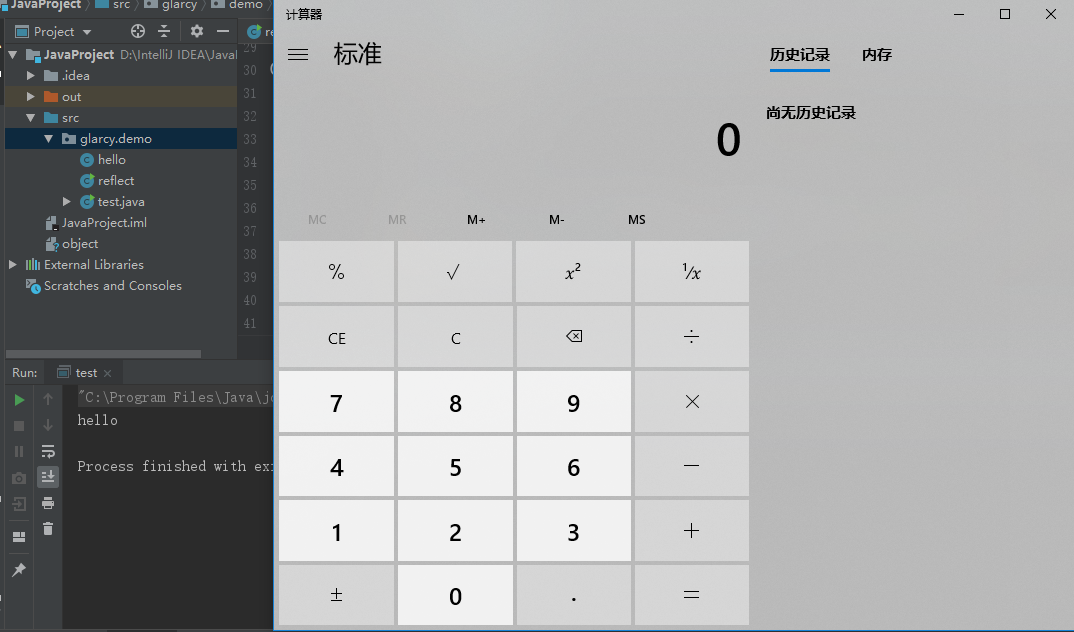 JavaProject src glarcy demo
Project
JavaProject D:\IntelliJ IDEA\Java
.idea
out
src
glarcy.demo
hello
reflect
test.java
JavaProject.iml
object
External Libraries
Scratches and Consoles
29
30
31
32
33
34
35
36
37
38
39
40
41
Run: test
"C:\Program Files\Java\
hello
Process finished with
计算器
标准
历史记录 内存
尚无历史记录
0
MC MR M+ M- MS
% √ x² ¹/x
CE C ÷
7 8 9 ×
4 5 6 −
1 2 3 +
± 0 . =